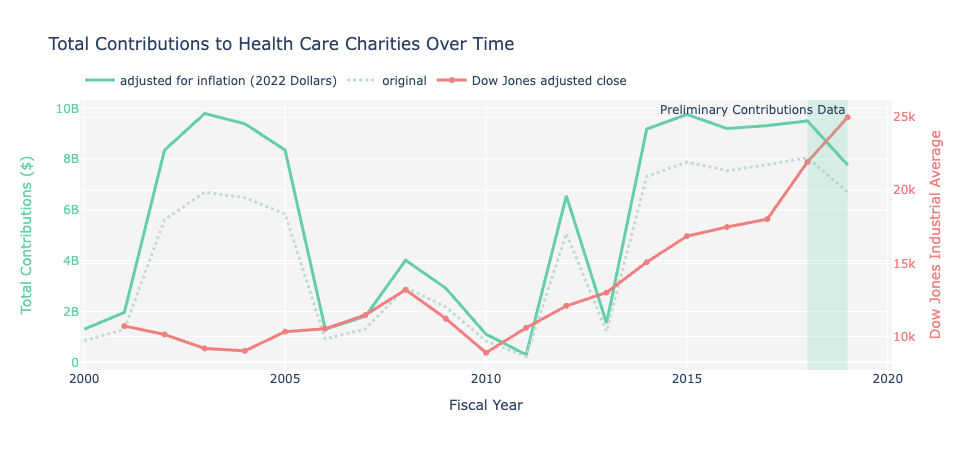 Total Contributions to Health Care Charities Over Time
adjusted for inflation (2022 Dollars) original Dow Jones adjusted close
Preliminary Contributions Data
Total Contributions ($)
10B
8B
6B
4B
2B
0
25k
20k
15k
10k
Dow Jones Industrial Average
2000 2005 2010 2015 2020
Fiscal Year